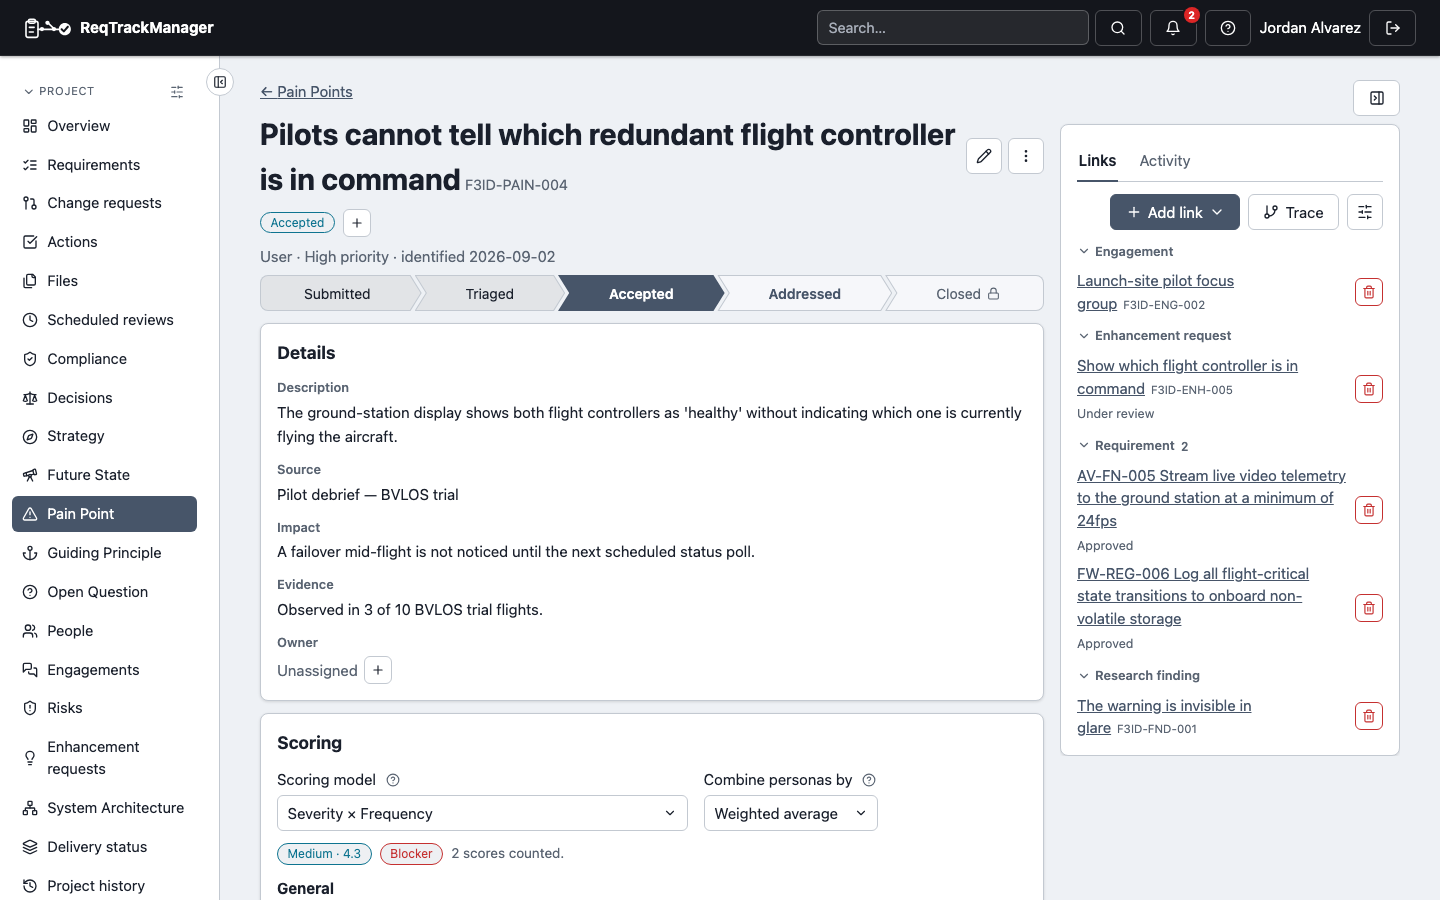 ReqTrackManager
Search...
2
Jordan Alvarez
PROJECT
Overview
Requirements
Change requests
Actions
Files
Scheduled reviews
Compliance
Decisions
Strategy
Future State
Pain Point
Guiding Principle
Open Question
People
Engagements
Risks
Enhancement
requests
System Architecture
Delivery status
Project history
← Pain Points
Pilots cannot tell which redundant flight controller
is in command F3ID-PAIN-004
Accepted
User · High priority · identified 2026-09-02
Submitted
Triaged
Accepted
Addressed
Closed
Details
Description
The ground-station display shows both flight controllers as 'healthy' without indicating which one is currently
flying the aircraft.
Source
Pilot debrief — BVLOS trial
Impact
A failover mid-flight is not noticed until the next scheduled status poll.
Evidence
Observed in 3 of 10 BVLOS trial flights.
Owner
Unassigned
Scoring
Scoring model
Combine personas by
Severity × Frequency
Weighted average
Medium · 4.3
Blocker
2 scores counted.
General
Links
Activity
Add link
Trace
Engagement
Launch-site pilot focus
group F3ID-ENG-002
Enhancement request
Show which flight controller is in
command F3ID-ENH-005
Under review
Requirement 2
AV-FN-005 Stream live video telemetry
to the ground station at a minimum of
24fps
Approved
FW-REG-006 Log all flight-critical
state transitions to onboard non-
volatile storage
Approved
Research finding
The warning is invisible in
glare F3ID-FND-001